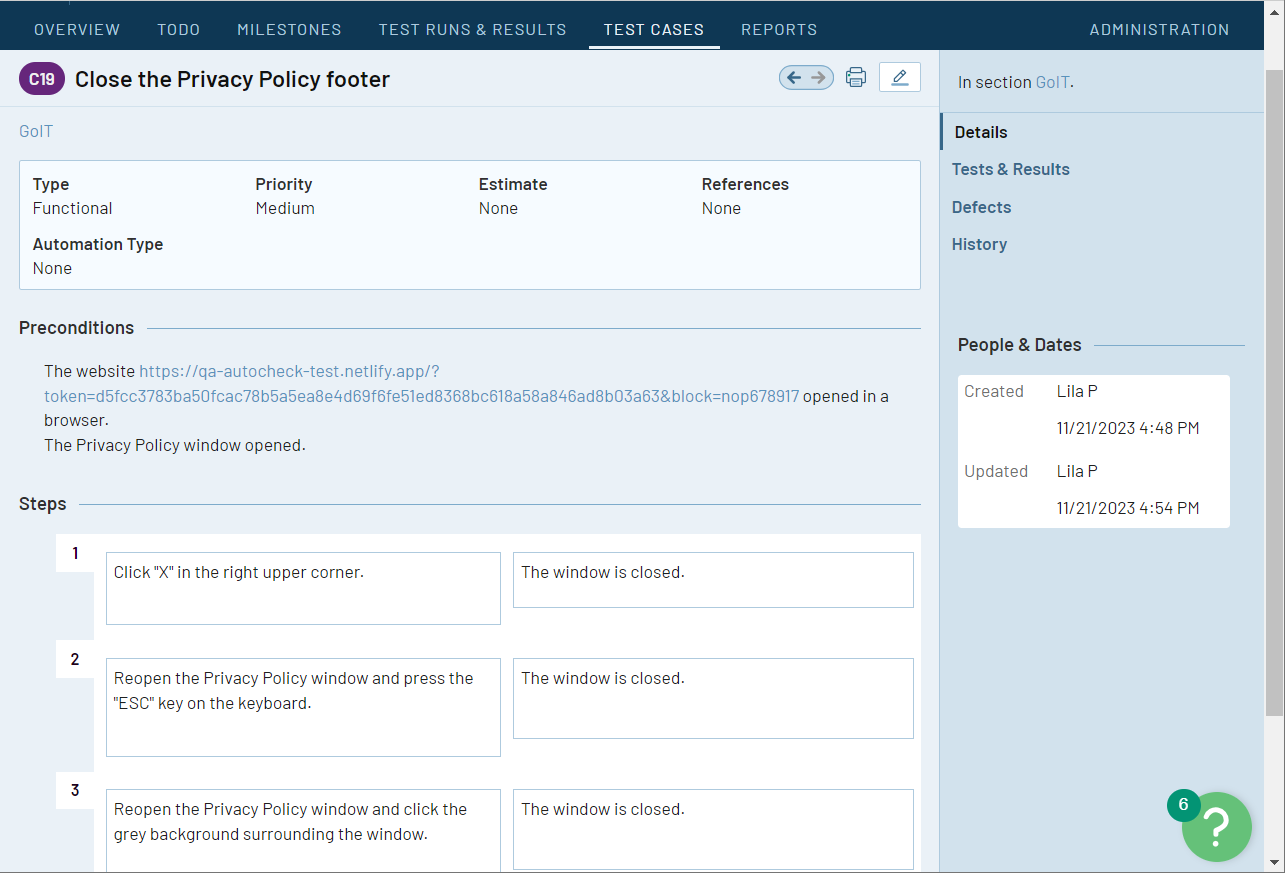 OVERVIEW TODO MILESTONES TEST RUNS & RESULTS TEST CASES REPORTS ADMINISTRATION
C19 Close the Privacy Policy footer
GoIT
Type Priority Estimate References
Functional Medium None None
Automation Type
None
Preconditions
The website https://qa-autocheck-test.netlify.app/?
token=d5fcc3783ba50fcac78b5a5ea8e4d69f6fe51ed8368bc618a58a846ad8b03a63&block=nop678917 opened in a
browser.
The Privacy Policy window opened.
Steps
1
Click "X" in the right upper corner.
The window is closed.
2
Reopen the Privacy Policy window and press the
"ESC" key on the keyboard.
The window is closed.
3
Reopen the Privacy Policy window and click the
grey background surrounding the window.
The window is closed.
In section GoIT.
Details
Tests & Results
Defects
History
People & Dates
Created Lila P
11/21/2023 4:48 PM
Updated Lila P
11/21/2023 4:54 PM
6
?